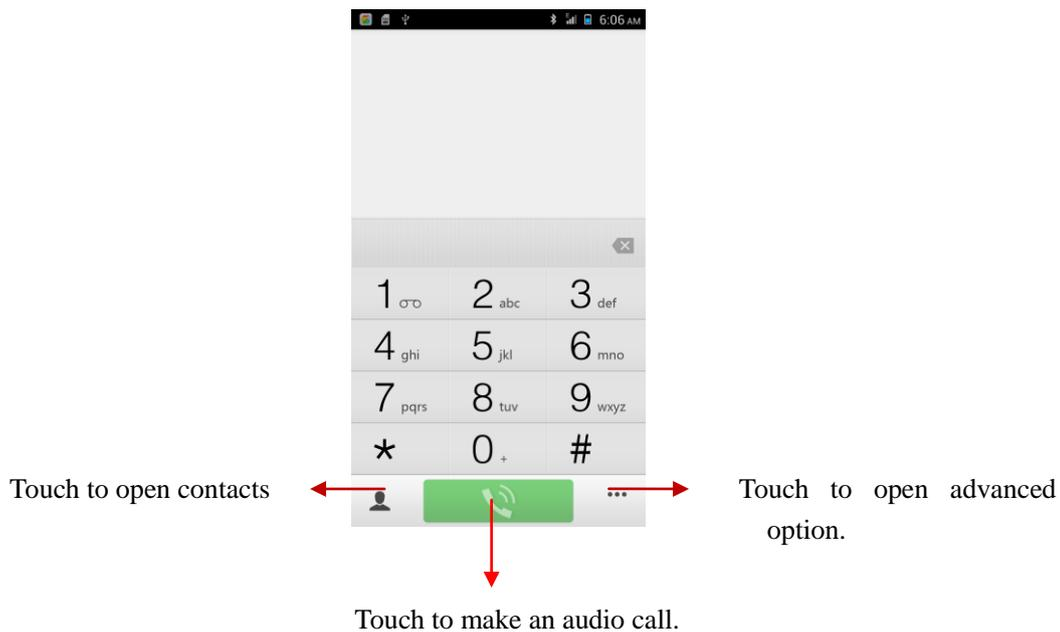 6:06 AM
1
2 abc
3 def
4 ghi
5 jkl
6 mno
7 pqrs
8 tuv
9 wxyz
*
0 +
#
Touch to open contacts
Touch to open advanced
option.
Touch to make an audio call.